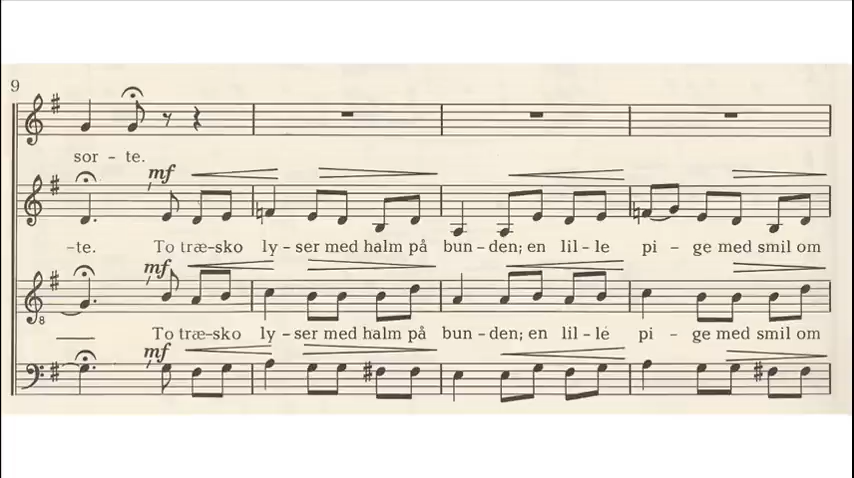 9
sor - te.
mf
-te. To træ-sko ly - ser med halm på bun - den; en lil - le pi - ge med smil om
mf
8
To træ-sko ly - ser med halm på bun - den; en lil - le pi - ge med smil om
mf